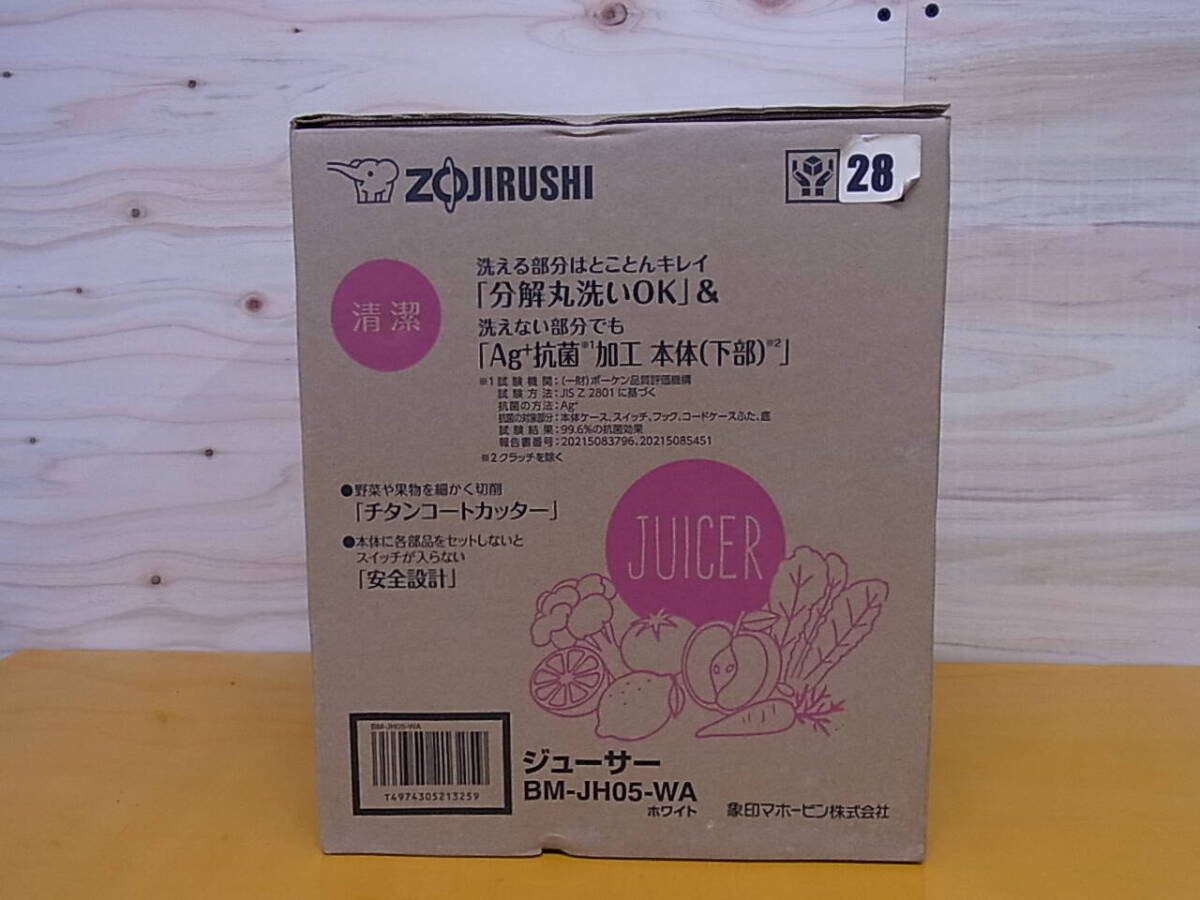 ZOJIRUSHI
28
清潔
洗える部分はとことんキレイ
「分解丸洗いOK」&
洗えない部分でも
「Ag⁺抗菌※1加工 本体(下部)※2」
※1 試験機関:(一財)ボーケン品質評価機構
試験方法:JIS Z 2801に基づく
抗菌の方法:Ag⁺
抗菌の対象部分:本体ケース、スイッチ、フック、コードケースふた、底
試験結果:99.6%の抗菌効果
報告書番号:20215083796、20215085451
※2 クラッチを除く
●野菜や果物を細かく切削
「チタンコートカッター」
●本体に各部品をセットしないと
スイッチが入らない
「安全設計」
JUICER
BM-JH05-WA
T4974305213259
ジューサー
BM-JH05-WA
ホワイト
象印マホービン株式会社